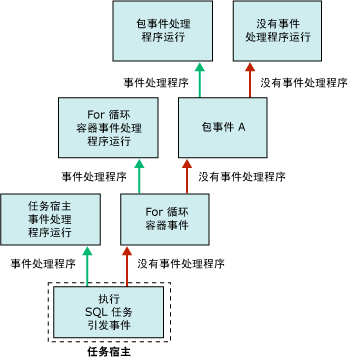 包事件处理
程序运行
没有事件
处理程序运行
事件处理程序
没有事件处理程序
For 循环
容器事件处理
程序运行
包事件 A
事件处理程序
没有事件处理程序
任务宿主
事件处理
程序运行
For 循环
容器事件
事件处理程序
没有事件处理程序
执行
SQL 任务
引发事件
任务宿主